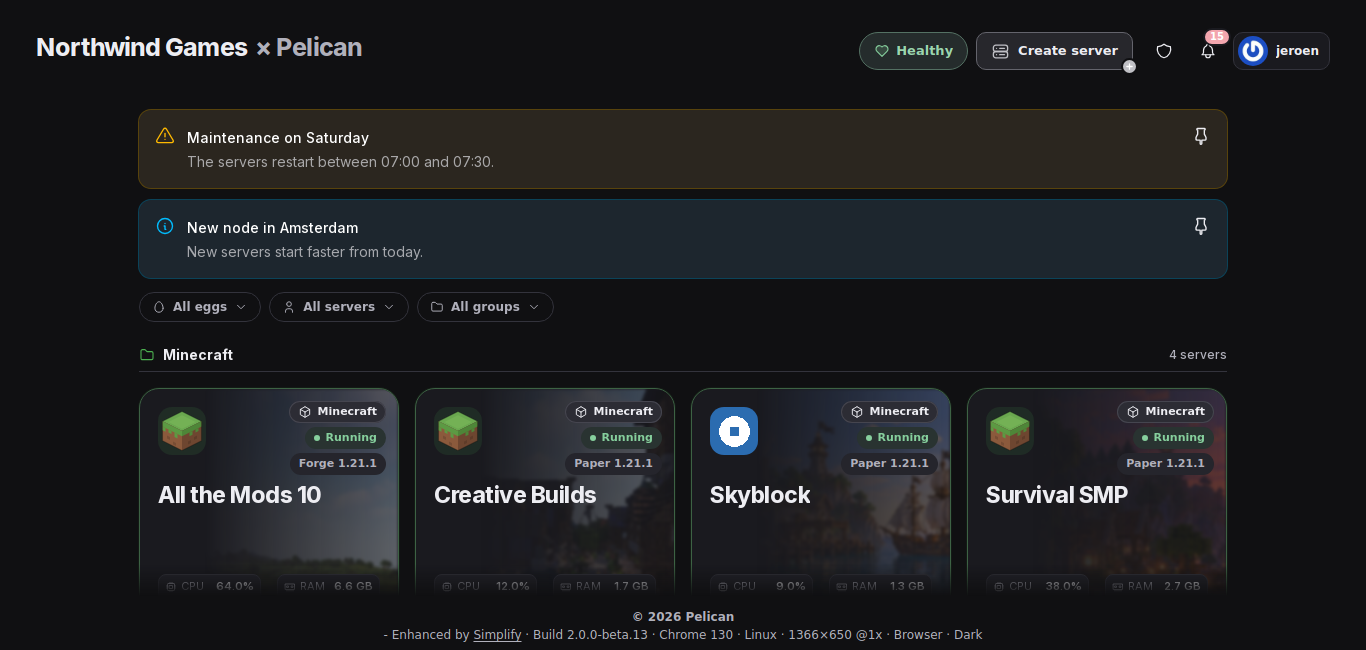 Northwind Games × Pelican
Healthy
Create server
15
jeroen
Maintenance on Saturday
The servers restart between 07:00 and 07:30.
New node in Amsterdam
New servers start faster from today.
All eggs
All servers
All groups
Minecraft
4 servers
Minecraft
Running
Forge 1.21.1
All the Mods 10
CPU 64.0%
RAM 6.6 GB
Minecraft
Running
Paper 1.21.1
Creative Builds
CPU 12.0%
RAM 1.7 GB
Minecraft
Running
Paper 1.21.1
Skyblock
CPU 9.0%
RAM 1.3 GB
Minecraft
Running
Paper 1.21.1
Survival SMP
CPU 38.0%
RAM 2.7 GB
© 2026 Pelican
- Enhanced by Simplify · Build 2.0.0-beta.13 · Chrome 130 · Linux · 1366×650 @1x · Browser · Dark